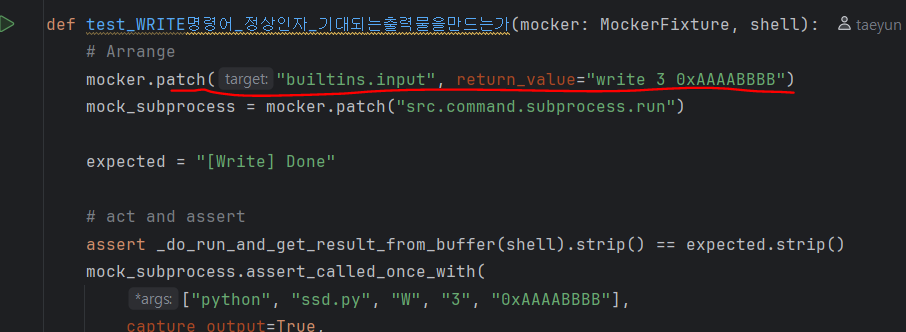 def test_WRITE명령어_정상인자_기대되는출력물을만드는가(mocker: MockerFixture, shell): taeyun
# Arrange
mocker.patch( target: "builtins.input", return_value="write 3 0xAAAABBBB")
mock_subprocess = mocker.patch("src.command.subprocess.run")
expected = "[Write] Done"
# act and assert
assert _do_run_and_get_result_from_buffer(shell).strip() == expected.strip()
mock_subprocess.assert_called_once_with(
*args: ["python", "ssd.py", "W", "3", "0xAAAABBBB"],
capture_output=True,